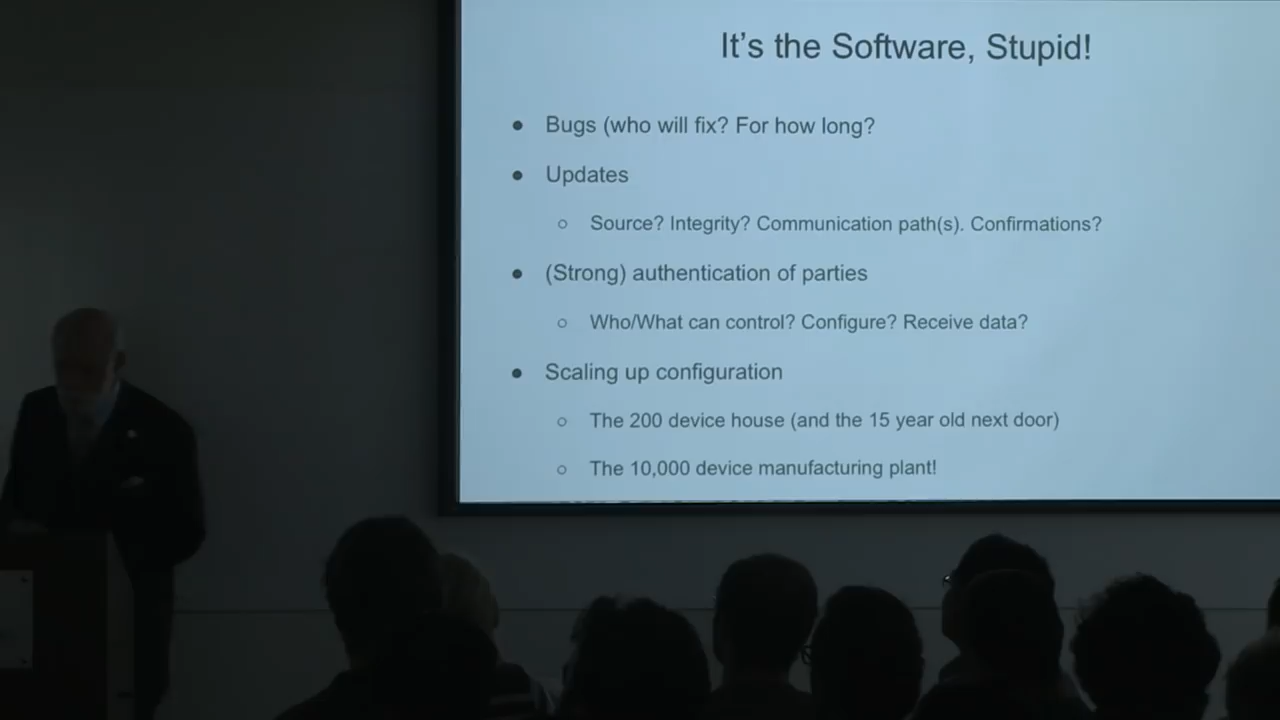 It's the Software, Stupid!
● Bugs (who will fix? For how long?
● Updates
○ Source? Integrity? Communication path(s). Confirmations?
● (Strong) authentication of parties
○ Who/What can control? Configure? Receive data?
● Scaling up configuration
○ The 200 device house (and the 15 year old next door)
○ The 10,000 device manufacturing plant!